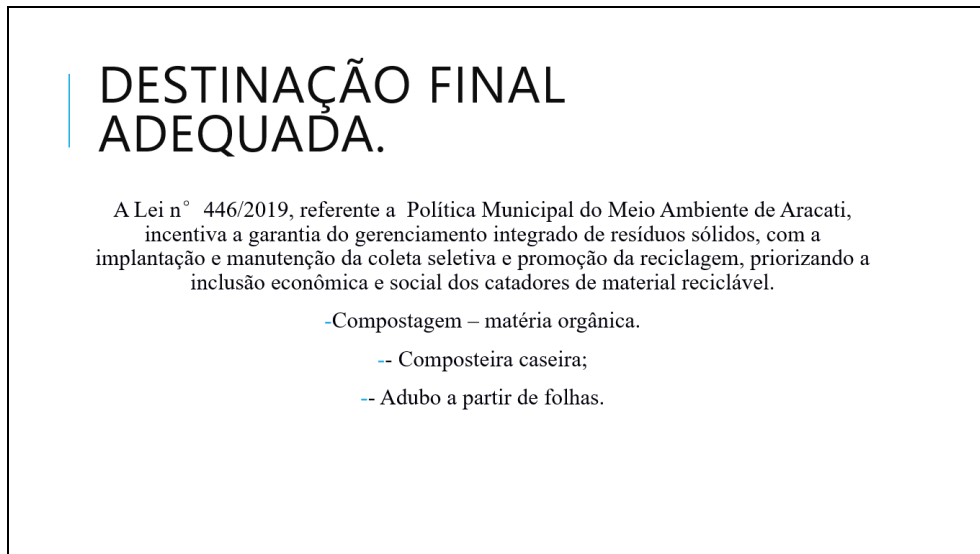 DESTINAÇÃO FINAL
ADEQUADA.
A Lei n° 446/2019, referente a Política Municipal do Meio Ambiente de Aracati,
incentiva a garantia do gerenciamento integrado de resíduos sólidos, com a
implantação e manutenção da coleta seletiva e promoção da reciclagem, priorizando a
inclusão econômica e social dos catadores de material reciclável.
-Compostagem – matéria orgânica.
-- Composteira caseira;
-- Adubo a partir de folhas.